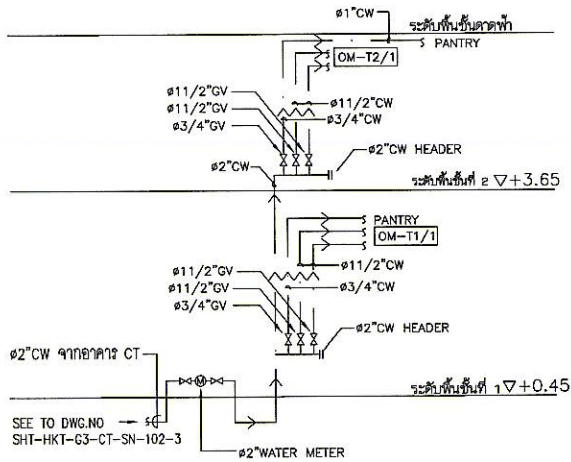 ø1"CW
ระดับพื้นชั้นดาดฟ้า
PANTRY
OM-T2/1
ø11/2"GV
ø11/2"GV
ø3/4"GV
ø11/2"CW
ø3/4"CW
ø2"CW HEADER
ø2"CW
ระดับพื้นชั้นที่ 2 ▽+3.65
PANTRY
OM-T1/1
ø11/2"GV
ø11/2"GV
ø3/4"GV
ø11/2"CW
ø3/4"CW
ø2"CW HEADER
ø2"CW จากอาคาร CT
M
ระดับพื้นชั้นที่ 1▽+0.45
SEE TO DWG.NO
SHT-HKT-G3-CT-SN-102-3
ø2"WATER METER